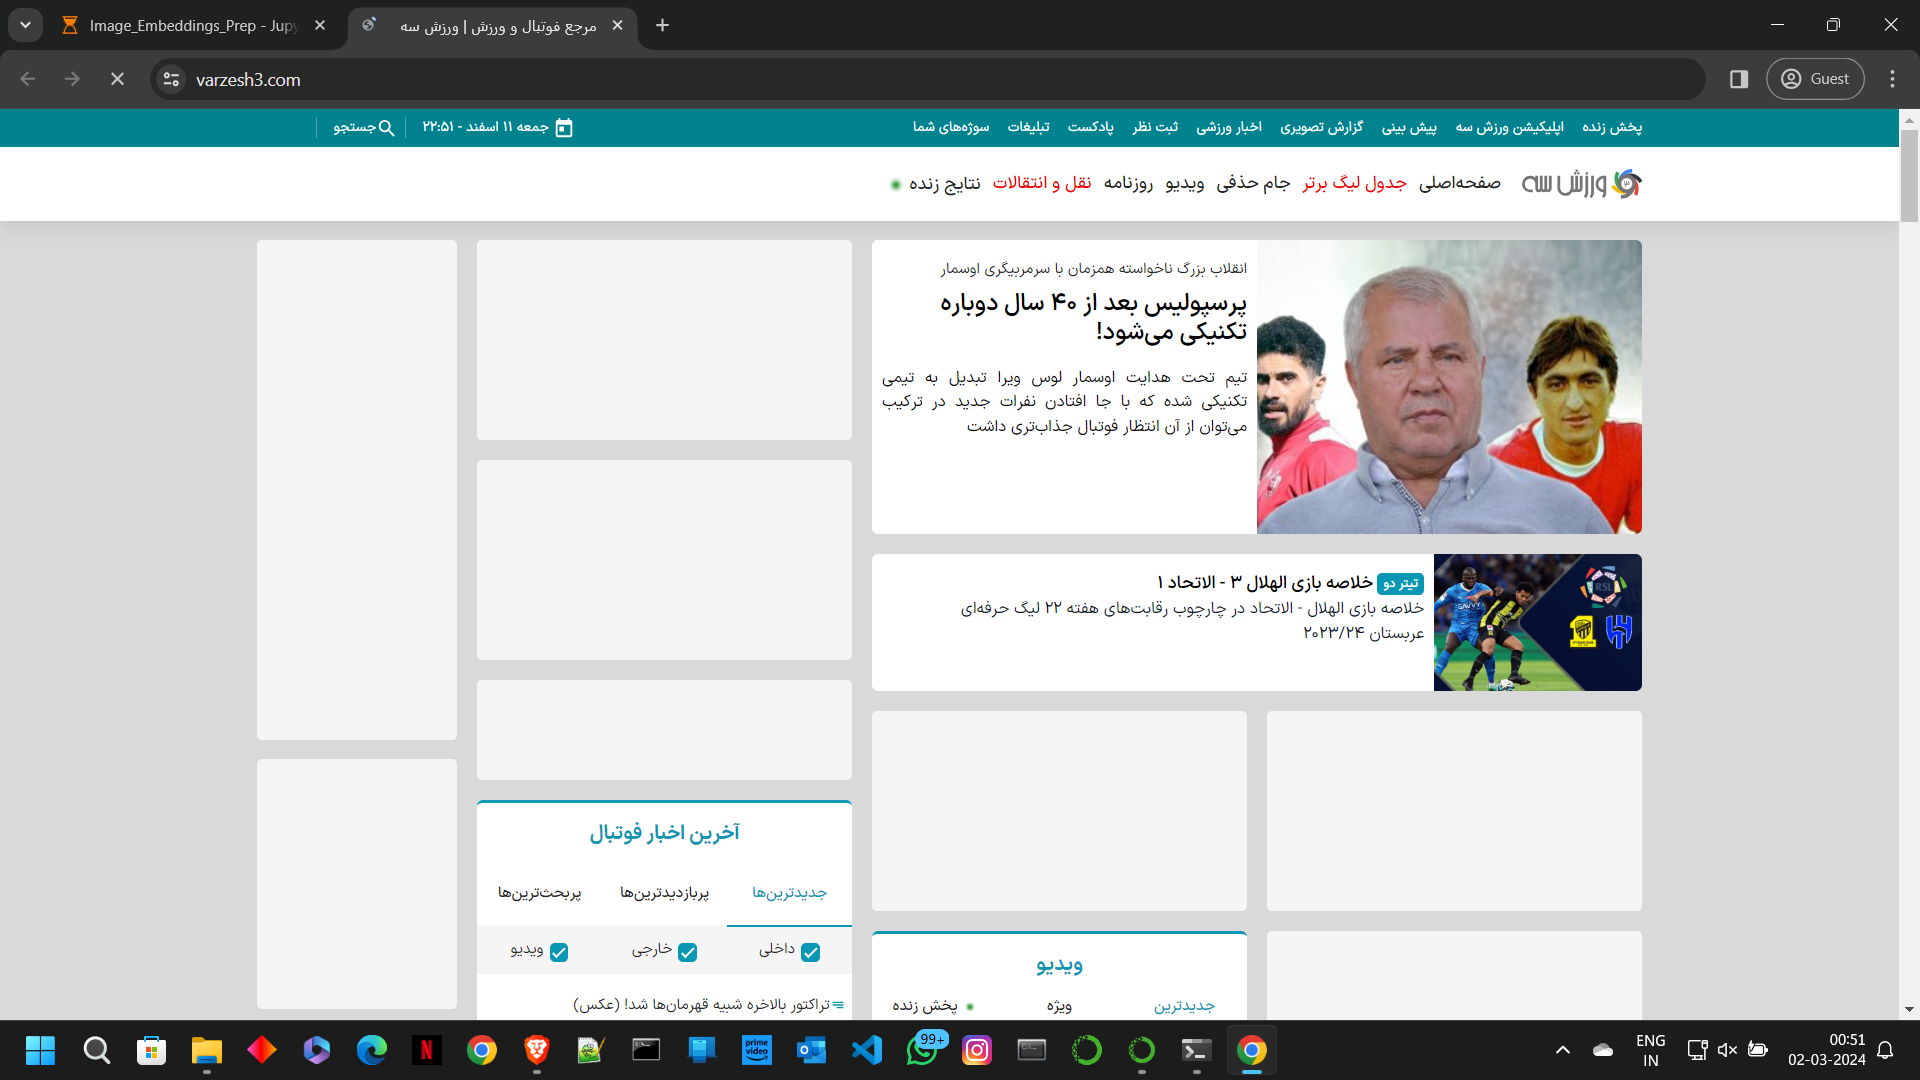 Image_Embeddings_Prep - Jup
مرجع فوتبال و ورزش | ورزش سه
varzesh3.com
Guest
پخش زنده
اپلیکیشن ورزش سه
پیش بینی
گزارش تصویری
اخبار ورزشی
ثبت نظر
پادکست
تبلیغات
سوژه‌های شما
جمعه ۱۱ اسفند - ۲۲:۵۱
جستجو
ورزش سه
صفحه‌اصلی
جدول لیگ برتر
جام حذفی
ویدیو
روزنامه
نقل و انتقالات
نتایج زنده
انقلاب بزرگ ناخواسته همزمان با سرمربیگری اوسمار
پرسپولیس بعد از ۴۰ سال دوباره
تکنیکی می‌شود!
تیم تحت هدایت اوسمار لوس ویرا تبدیل به تیمی
تکنیکی شده که با جا افتادن نفرات جدید در ترکیب
می‌توان از آن انتظار فوتبال جذاب‌تری داشت
تیتر دو خلاصه بازی الهلال ۳ - الاتحاد ۱
خلاصه بازی الهلال - الاتحاد در چارچوب رقابت‌های هفته ۲۲ لیگ حرفه‌ای
عربستان ۲۰۲۳/۲۴
RSL
SAVVY
آخرین اخبار فوتبال
جدیدترین‌ها
پربازدیدترین‌ها
پربحث‌ترین‌ها
داخلی
خارجی
ویدیو
تراکتور بالاخره شبیه قهرمان‌ها شد! (عکس)
ویدیو
جدیدترین
ویژه
پخش زنده
prime
video
99+
ENG
IN
00:51
02-03-2024